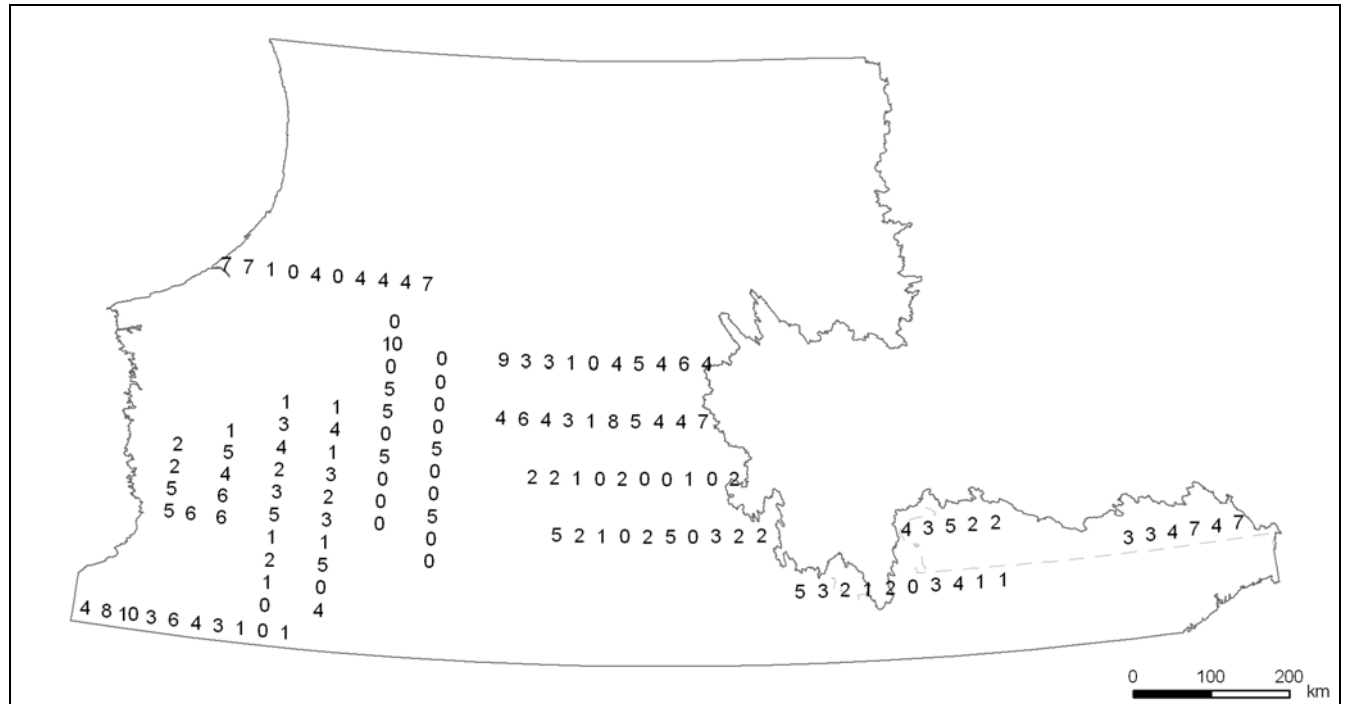 7 7 1 0 4 0 4 4 4 7
0 10 0 5 5 0 5 0 0 0
0 0 0 0 5 0 0 5 0 0
9 3 3 1 0 4 5 4 6 4
1 3 4 2 3 5 1 2 1 0
1 4 1 3 2 3 1 5 0 4
4 6 4 3 1 8 5 4 4 7
1 5 4 6 6
2 2 5 5 6
2 2 1 0 2 0 0 1 0 2
5 2 1 0 2 5 0 3 2 2
4 3 5 2 2
3 3 4 7 4 7
5 3 2 1 2 0 3 4 1 1
4 8 10 3 6 4 3 1 0 1
0 100 200
km